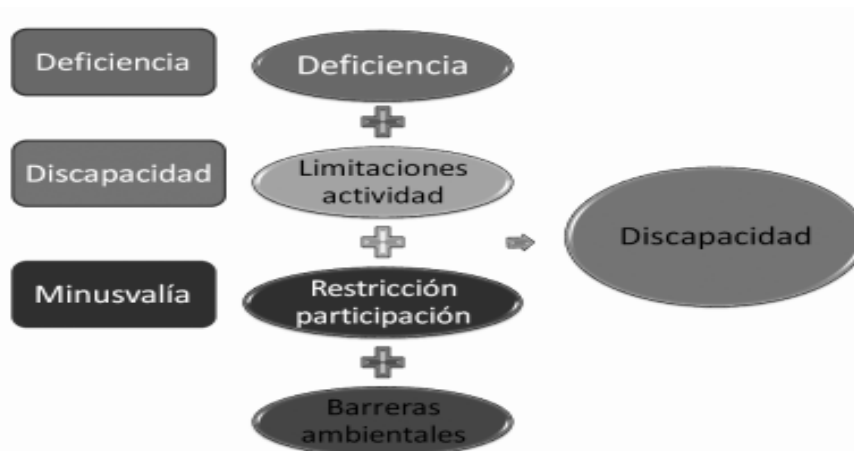 Deficiencia
Discapacidad
Minusvalía
Deficiencia
Limitaciones
actividad
Restricción
participación
Barreras
ambientales
Discapacidad